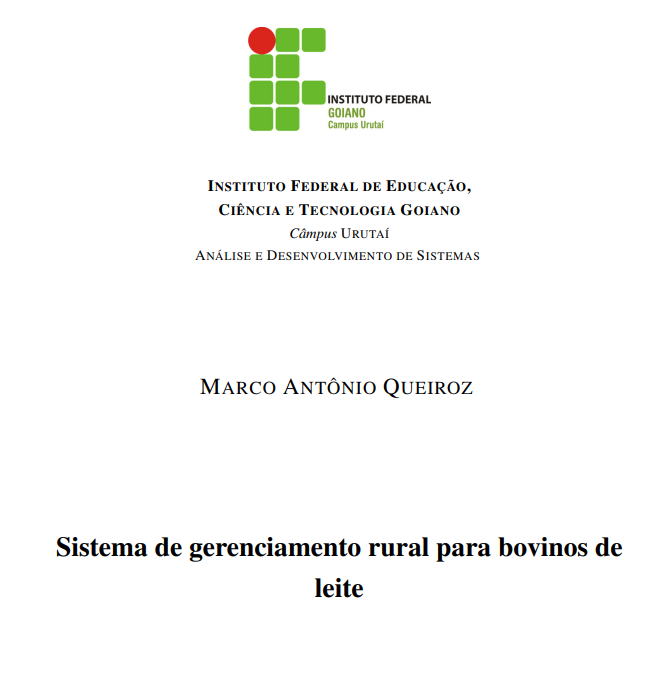 INSTITUTO FEDERAL
GOIANO
Campus Urutaí
INSTITUTO FEDERAL DE EDUCAÇÃO,
CIÊNCIA E TECNOLOGIA GOIANO
Câmpus URUTAÍ
ANÁLISE E DESENVOLVIMENTO DE SISTEMAS
MARCO ANTÔNIO QUEIROZ
Sistema de gerenciamento rural para bovinos de
leite